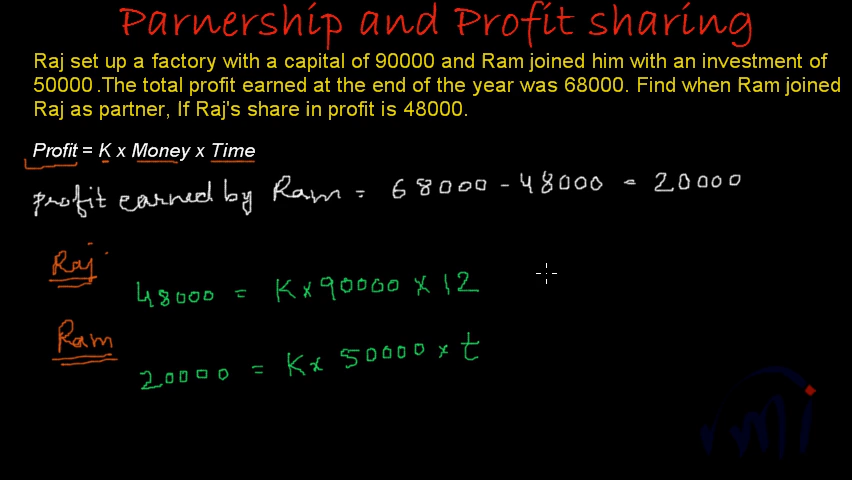 Parnership and Profit sharing
Raj set up a factory with a capital of 90000 and Ram joined him with an investment of
50000 .The total profit earned at the end of the year was 68000. Find when Ram joined
Raj as partner, If Raj's share in profit is 48000.
Profit = K x Money x Time
profit earned by Ram = 68000 - 48000 = 20000
Raj
48000 = K x 90000 x 12
Ram
20000 = K x 50000 x t
vmi